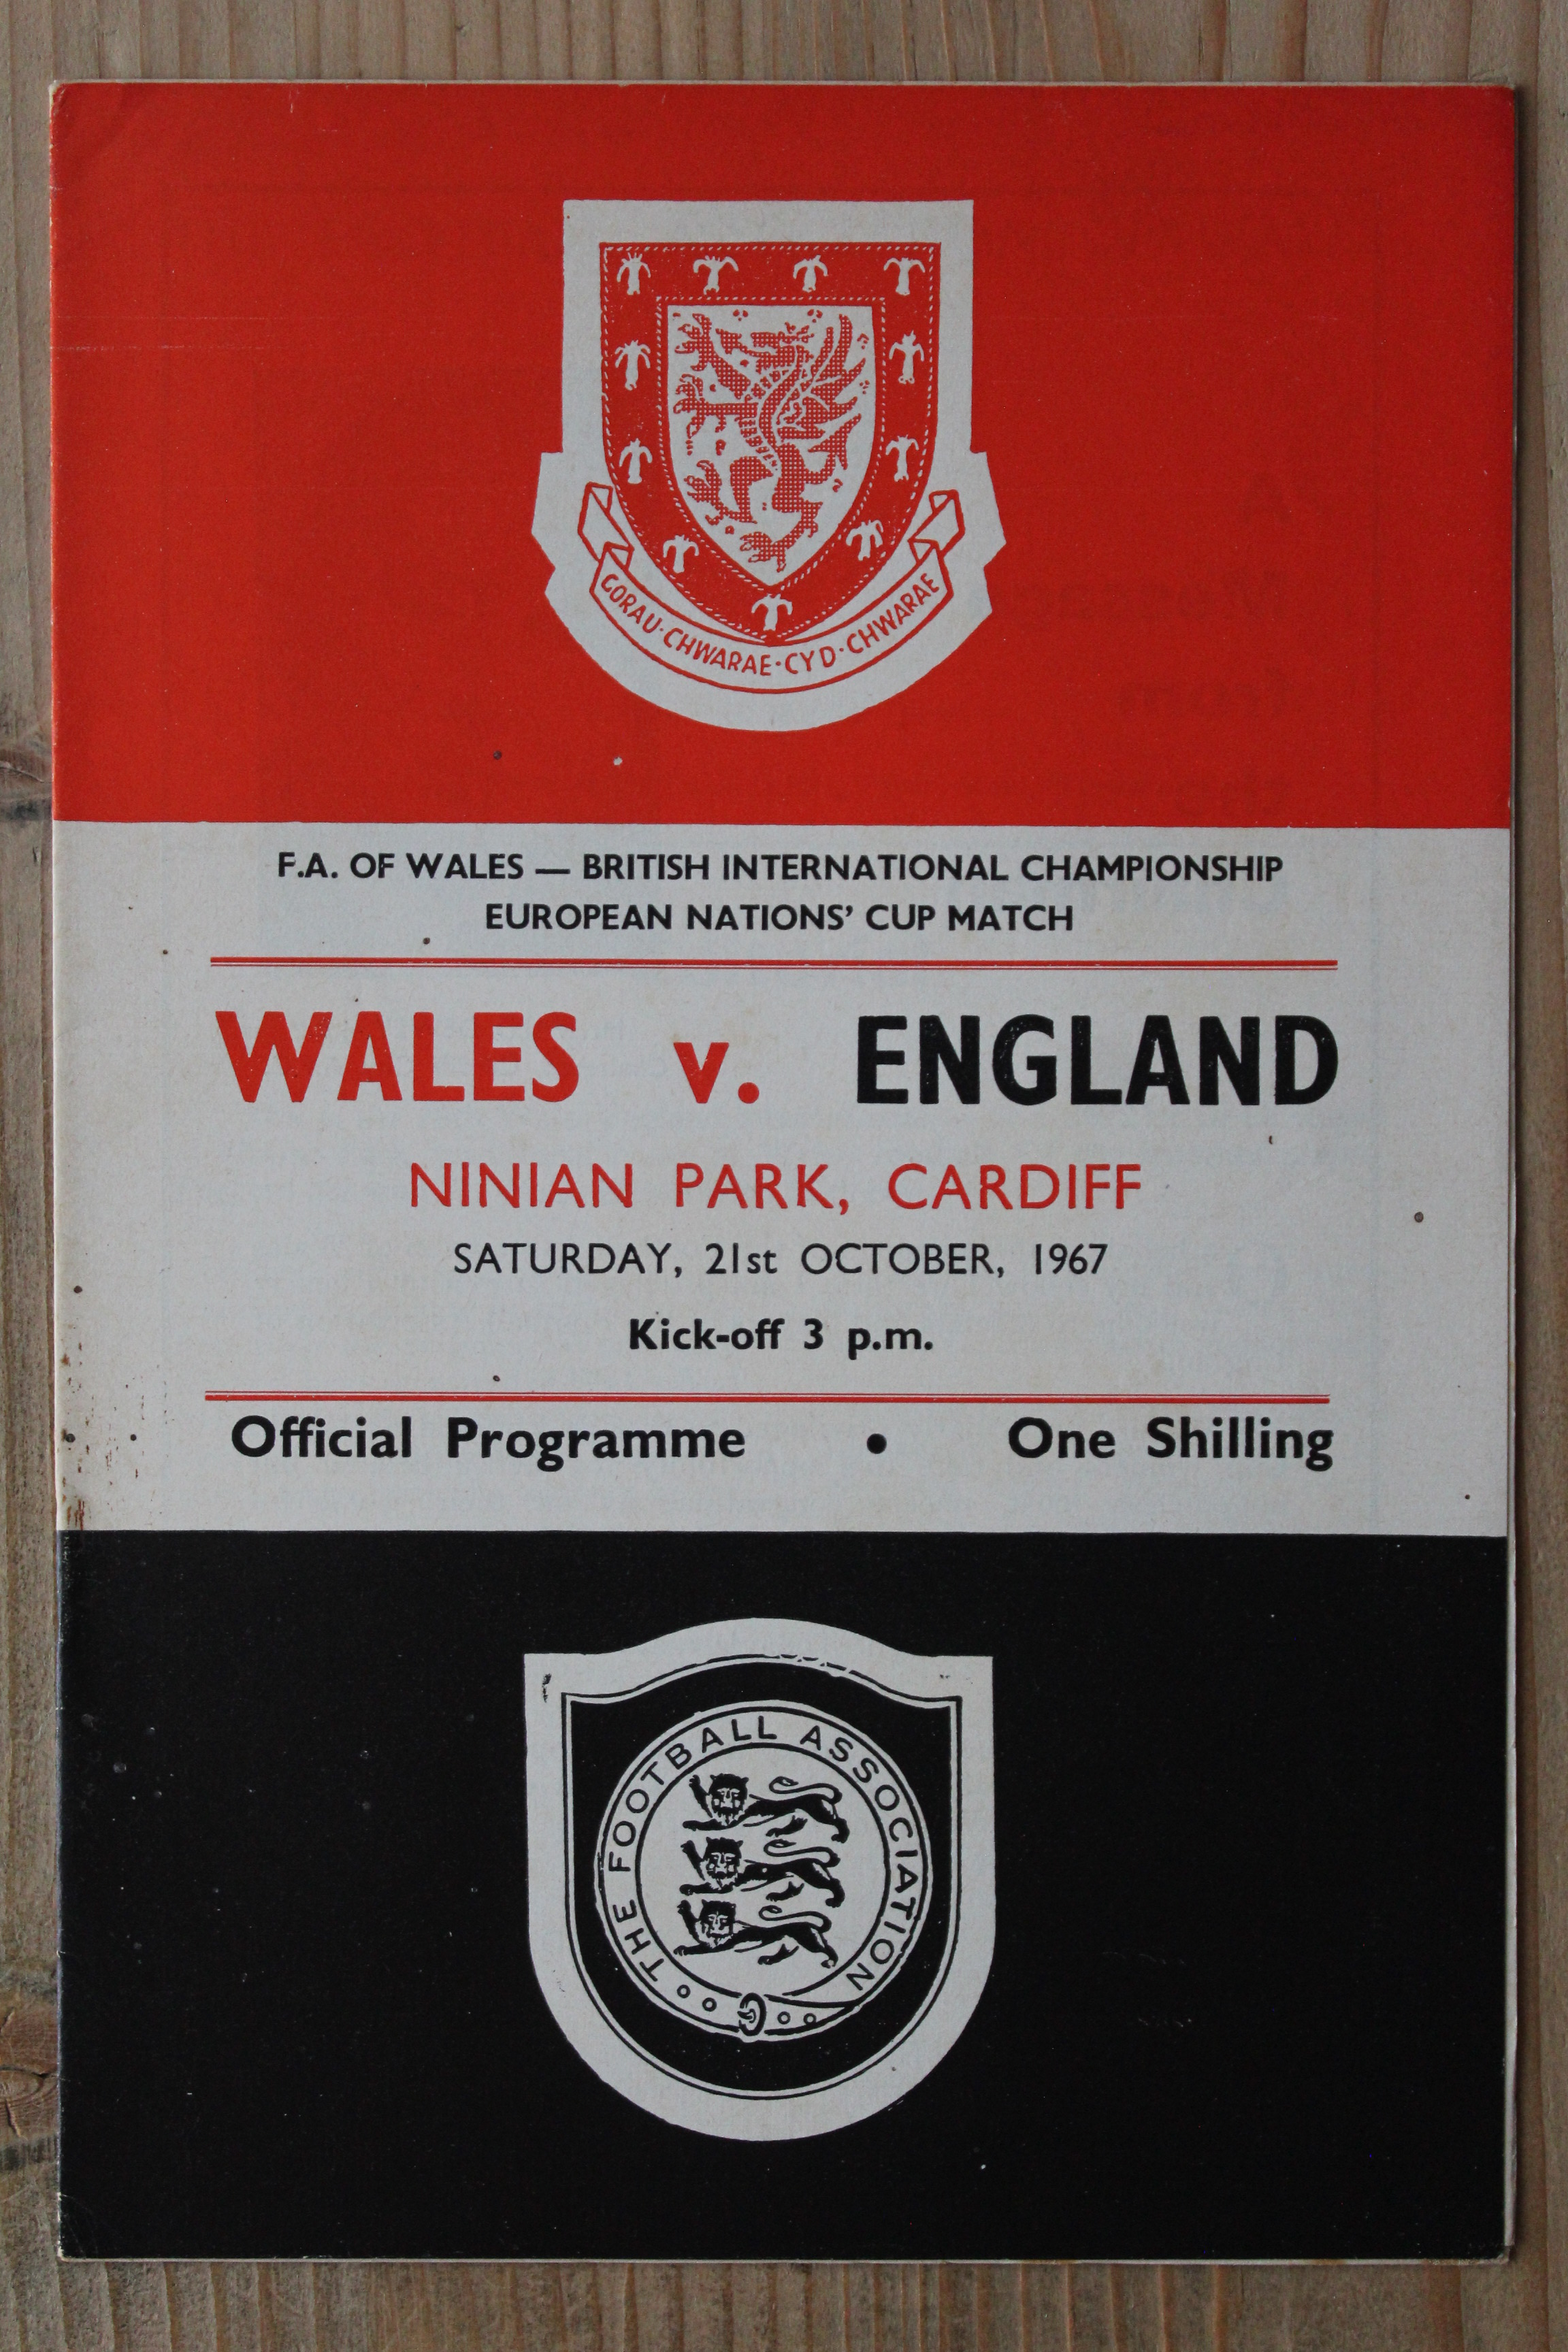 GORAU·CHWARAE·CYD·CHWARAE
F.A. OF WALES — BRITISH INTERNATIONAL CHAMPIONSHIP
EUROPEAN NATIONS' CUP MATCH
WALES v. ENGLAND
NINIAN PARK, CARDIFF
SATURDAY, 21st OCTOBER, 1967
Kick-off 3 p.m.
Official Programme • One Shilling
THE FOOTBALL ASSOCIATION